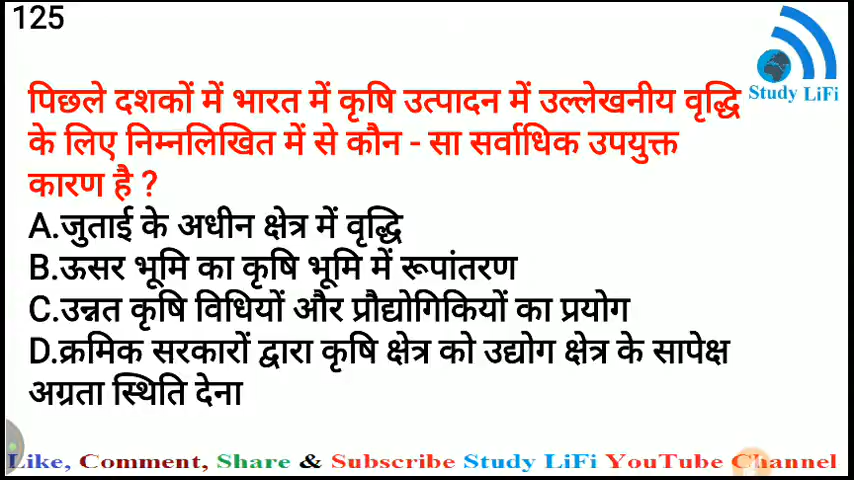 125
Study LiFi
पिछले दशकों में भारत में कृषि उत्पादन में उल्लेखनीय वृद्धि
के लिए निम्नलिखित में से कौन - सा सर्वाधिक उपयुक्त
कारण है ?
A.जुताई के अधीन क्षेत्र में वृद्धि
B.ऊसर भूमि का कृषि भूमि में रूपांतरण
C.उन्नत कृषि विधियों और प्रौद्योगिकियों का प्रयोग
D.क्रमिक सरकारों द्वारा कृषि क्षेत्र को उद्योग क्षेत्र के सापेक्ष
अग्रता स्थिति देना
Like, Comment, Share & Subscribe Study LiFi YouTube Channel